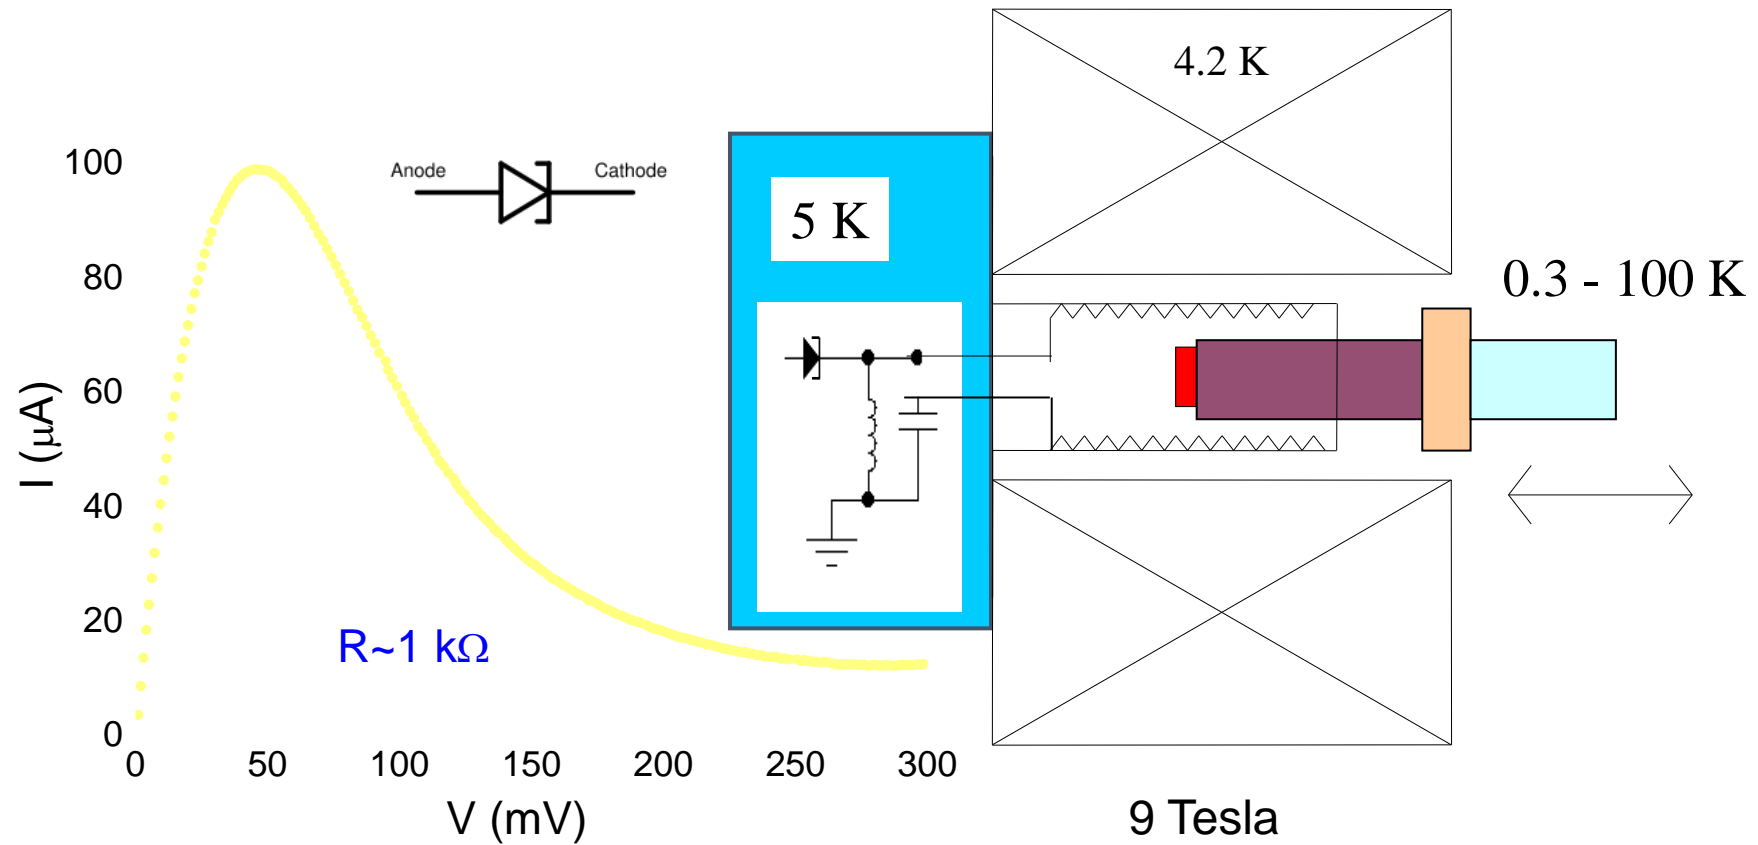 4.2 K
Anode
Cathode
5 K
0.3 - 100 K
100
80
60
40
20
0
I (μA)
R~1 kΩ
0 50 100 150 200 250 300
V (mV)
9 Tesla